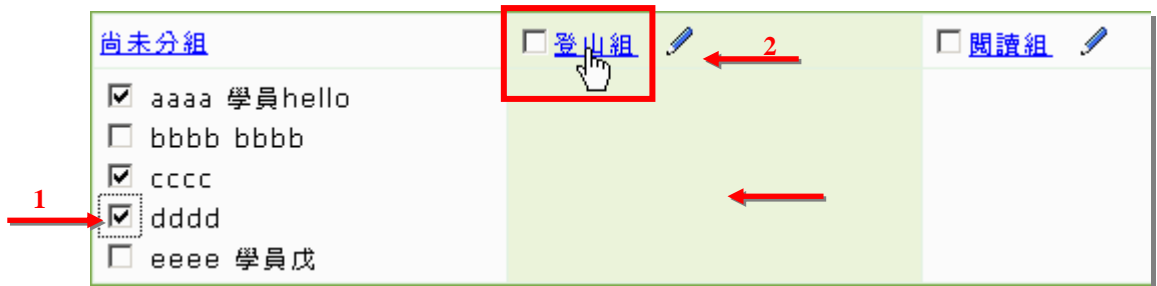 尚未分組
登山組
2
閱讀組
aaaa 學員hello
bbbb bbbb
cccc
1
dddd
eeee 學員戊